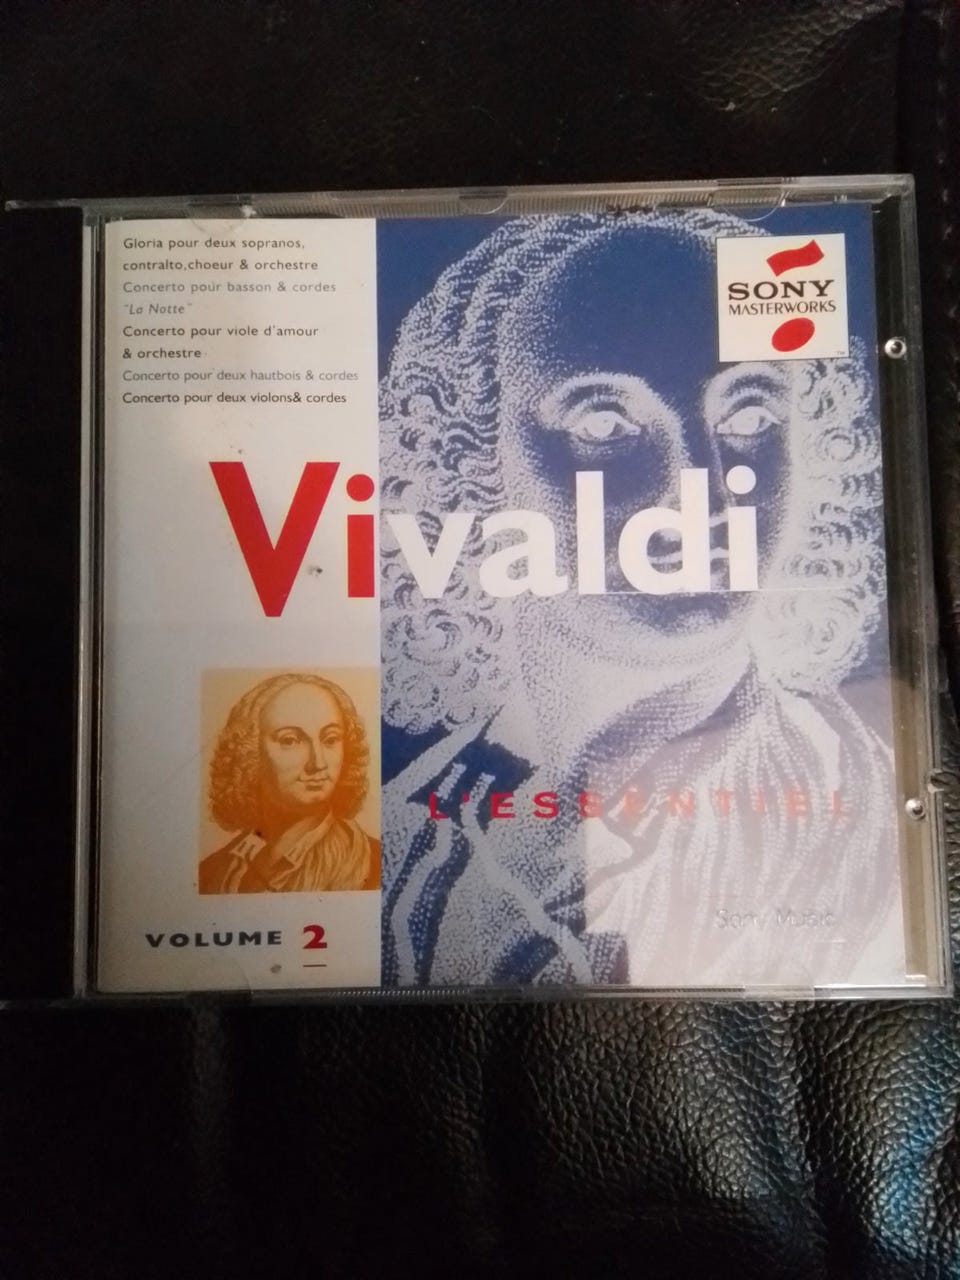 Gloria pour deux sopranos,
contralto,choeur & orchestre
Concerto pour basson & cordes
"La Notte"
Concerto pour viole d'amour
& orchestre
Concerto pour deux hautbois & cordes
Concerto pour deux violons& cordes
SONY
MASTERWORKS
TM
Vivaldi
L'ESSENTIEL
Sony Music
VOLUME 2